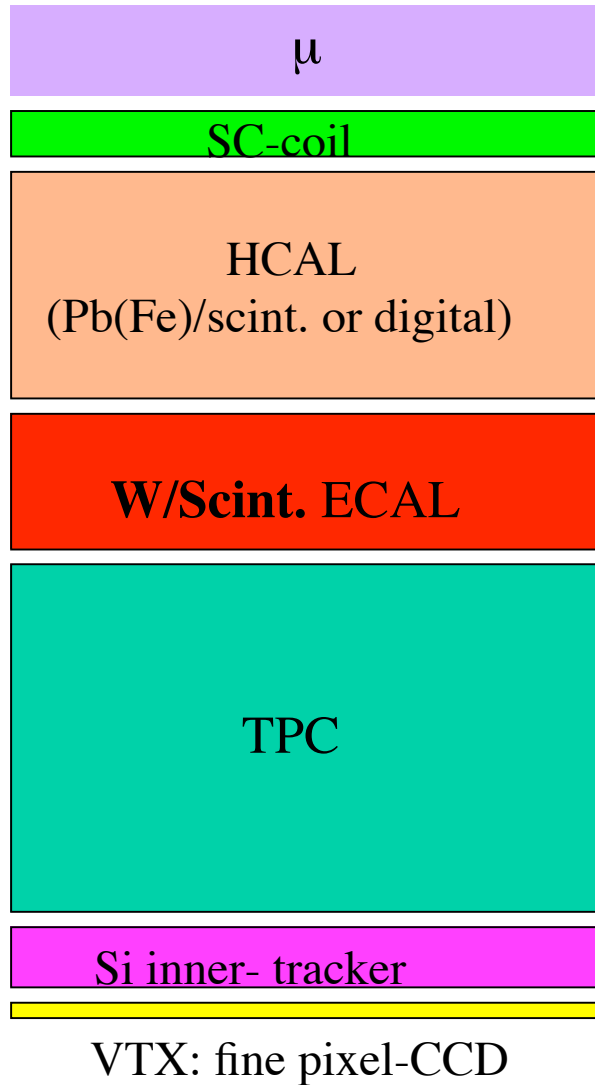 μ
SC-coil
HCAL
(Pb(Fe)/scint. or digital)
W/Scint. ECAL
TPC
Si inner- tracker
VTX: fine pixel-CCD